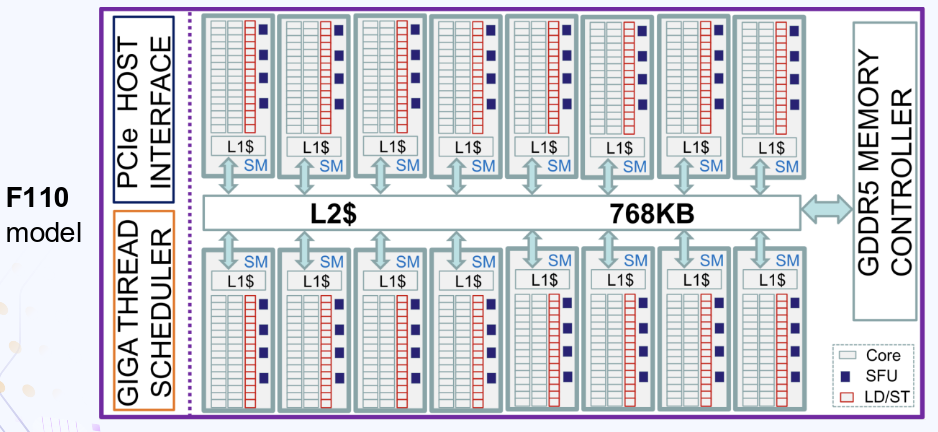 F110
model
PCIe HOST
INTERFACE
GIGA THREAD
SCHEDULER
L1$ L1$ L1$ L1$ L1$ L1$ L1$ L1$
SM SM SM SM SM SM SM SM
L2$ 768KB
SM SM SM SM SM SM SM SM
L1$ L1$ L1$ L1$ L1$ L1$ L1$ L1$
GDDR5 MEMORY
CONTROLLER
Core
SFU
LD/ST